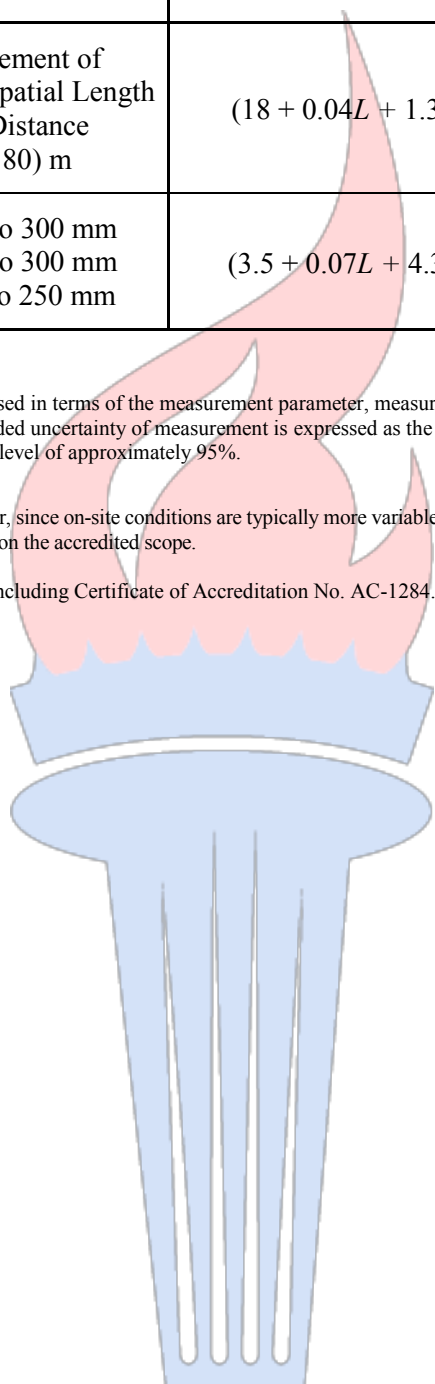 ement of
patial Length (18 + 0.04L + 1.3
Distance
80) m
o 300 mm
o 300 mm (3.5 + 0.07L + 4.3
o 250 mm
sed in terms of the measurement parameter, measur
ded uncertainty of measurement is expressed as the
level of approximately 95%.
r, since on-site conditions are typically more variable
on the accredited scope.
ncluding Certificate of Accreditation No. AC-1284.